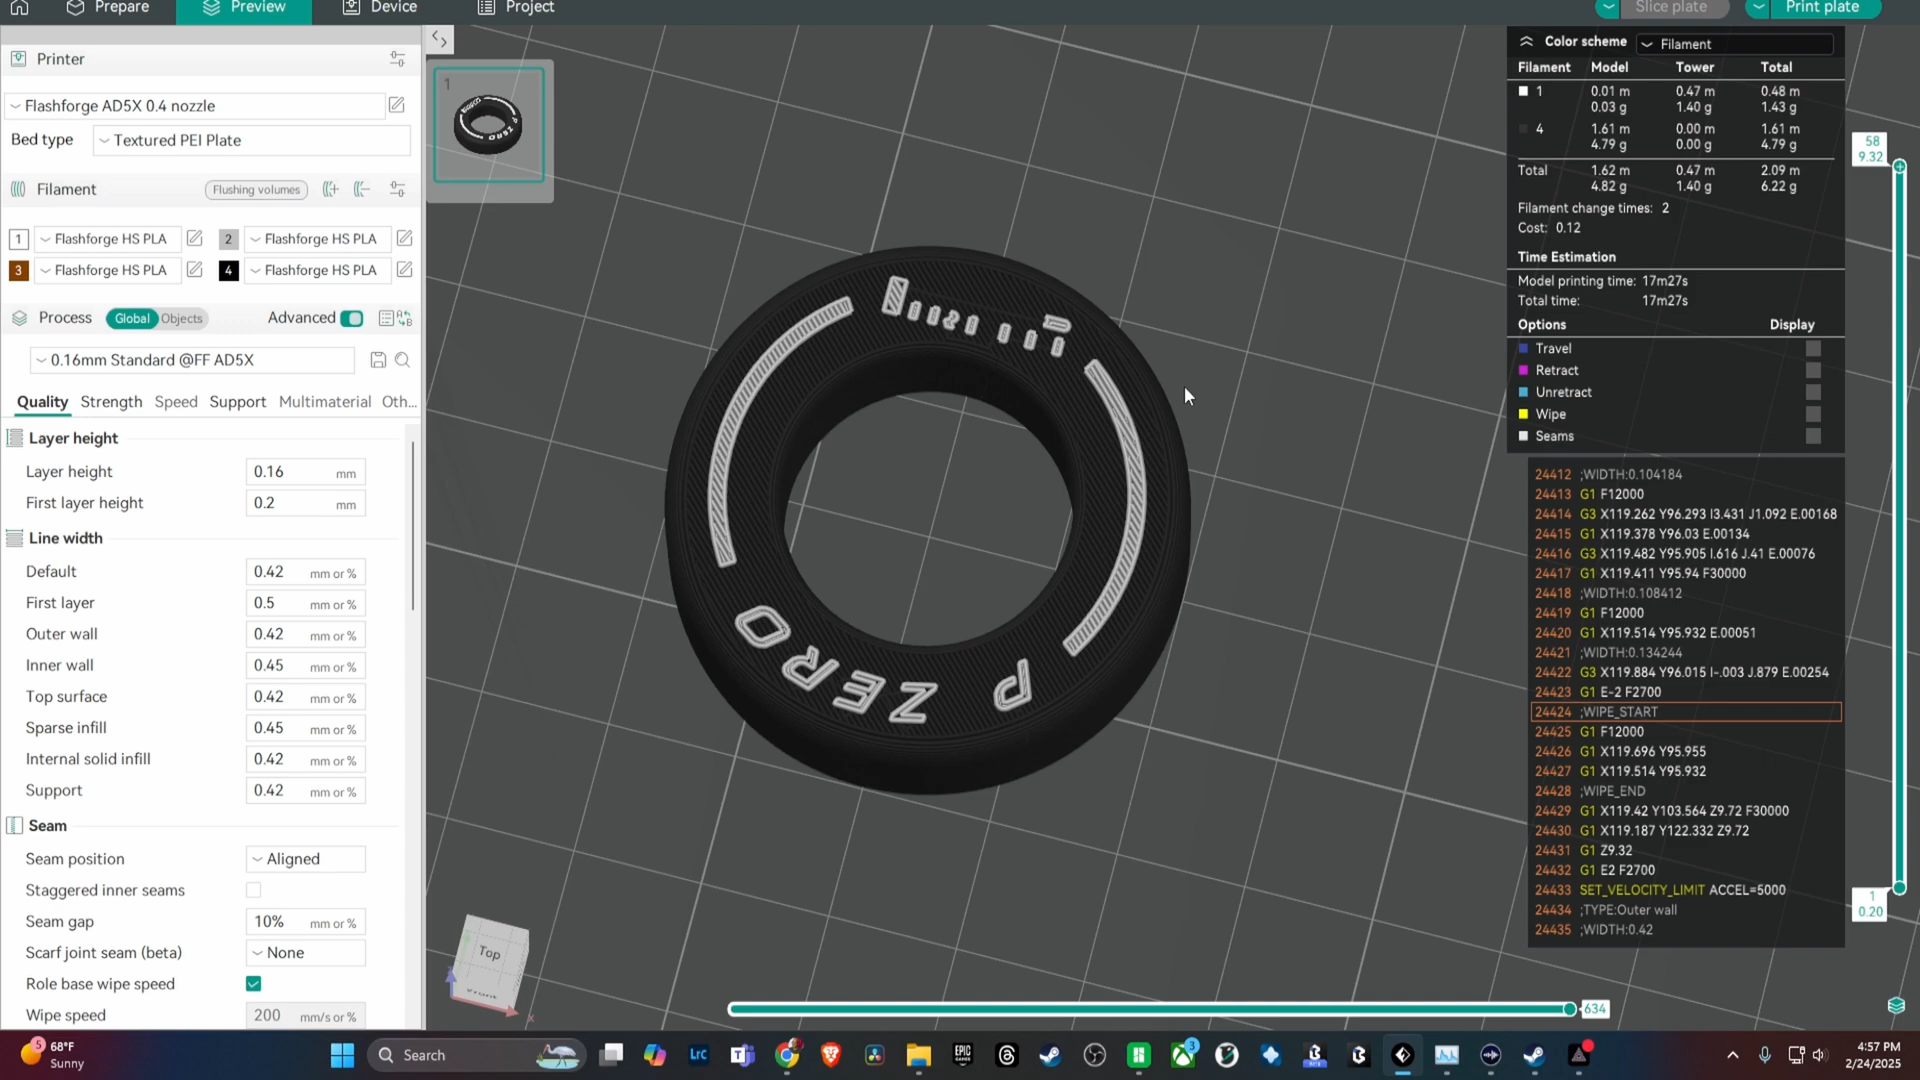 Prepare
Preview
Device
Project
Slice plate
Print plate
Printer
Flashforge AD5X 0.4 nozzle
Bed type
Textured PEI Plate
Filament
Flushing volumes
1 Flashforge HS PLA
2 Flashforge HS PLA
3 Flashforge HS PLA
4 Flashforge HS PLA
Process
Global
Objects
Advanced
0.16mm Standard @FF AD5X
Quality Strength Speed Support Multimaterial Oth...
Layer height
Layer height 0.16 mm
First layer height 0.2 mm
Line width
Default 0.42 mm or %
First layer 0.5 mm or %
Outer wall 0.42 mm or %
Inner wall 0.45 mm or %
Top surface 0.42 mm or %
Sparse infill 0.45 mm or %
Internal solid infill 0.42 mm or %
Support 0.42 mm or %
Seam
Seam position Aligned
Staggered inner seams
Seam gap 10% mm or %
Scarf joint seam (beta) None
Role base wipe speed
Wipe speed 200 mm/s or %
1
P ZERO
P ZERO
Top
Front
x
634
Color scheme Filament
Filament Model Tower Total
1 0.01 m 0.47 m 0.48 m
0.03 g 1.40 g 1.43 g
4 1.61 m 0.00 m 1.61 m
4.79 g 0.00 g 4.79 g
Total 1.62 m 0.47 m 2.09 m
4.82 g 1.40 g 6.22 g
Filament change times: 2
Cost: 0.12
Time Estimation
Model printing time: 17m27s
Total time: 17m27s
Options Display
Travel
Retract
Unretract
Wipe
Seams
24412 ;WIDTH:0.104184
24413 G1 F12000
24414 G3 X119.262 Y96.293 I3.431 J1.092 E.00168
24415 G1 X119.378 Y96.03 E.00134
24416 G3 X119.482 Y95.905 I.616 J.41 E.00076
24417 G1 X119.411 Y95.94 F30000
24418 ;WIDTH:0.108412
24419 G1 F12000
24420 G1 X119.514 Y95.932 E.00051
24421 ;WIDTH:0.134244
24422 G3 X119.884 Y96.015 I-.003 J.879 E.00254
24423 G1 E-2 F2700
24424 ;WIPE_START
24425 G1 F12000
24426 G1 X119.696 Y95.955
24427 G1 X119.514 Y95.932
24428 ;WIPE_END
24429 G1 X119.42 Y103.564 Z9.72 F30000
24430 G1 X119.187 Y122.332 Z9.72
24431 G1 Z9.32
24432 G1 E2 F2700
24433 SET_VELOCITY_LIMIT ACCEL=5000
24434 ;TYPE:Outer wall
24435 ;WIDTH:0.42
58
9.32
1
0.20
5
68°F
Sunny
Search
Lrc
EPIC
GAMES
3
4:57 PM
2/24/2025